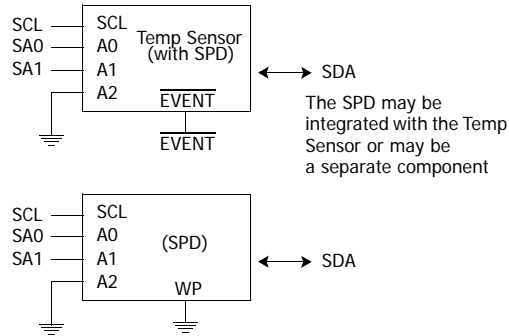 SCL SCL
SA0 A0 Temp Sensor
(with SPD)
SA1 A1 SDA
A2 EVENT
EVENT
The SPD may be
integrated with the Temp
Sensor or may be
a separate component
SCL SCL
SA0 A0 (SPD)
SA1 A1 SDA
A2 WP